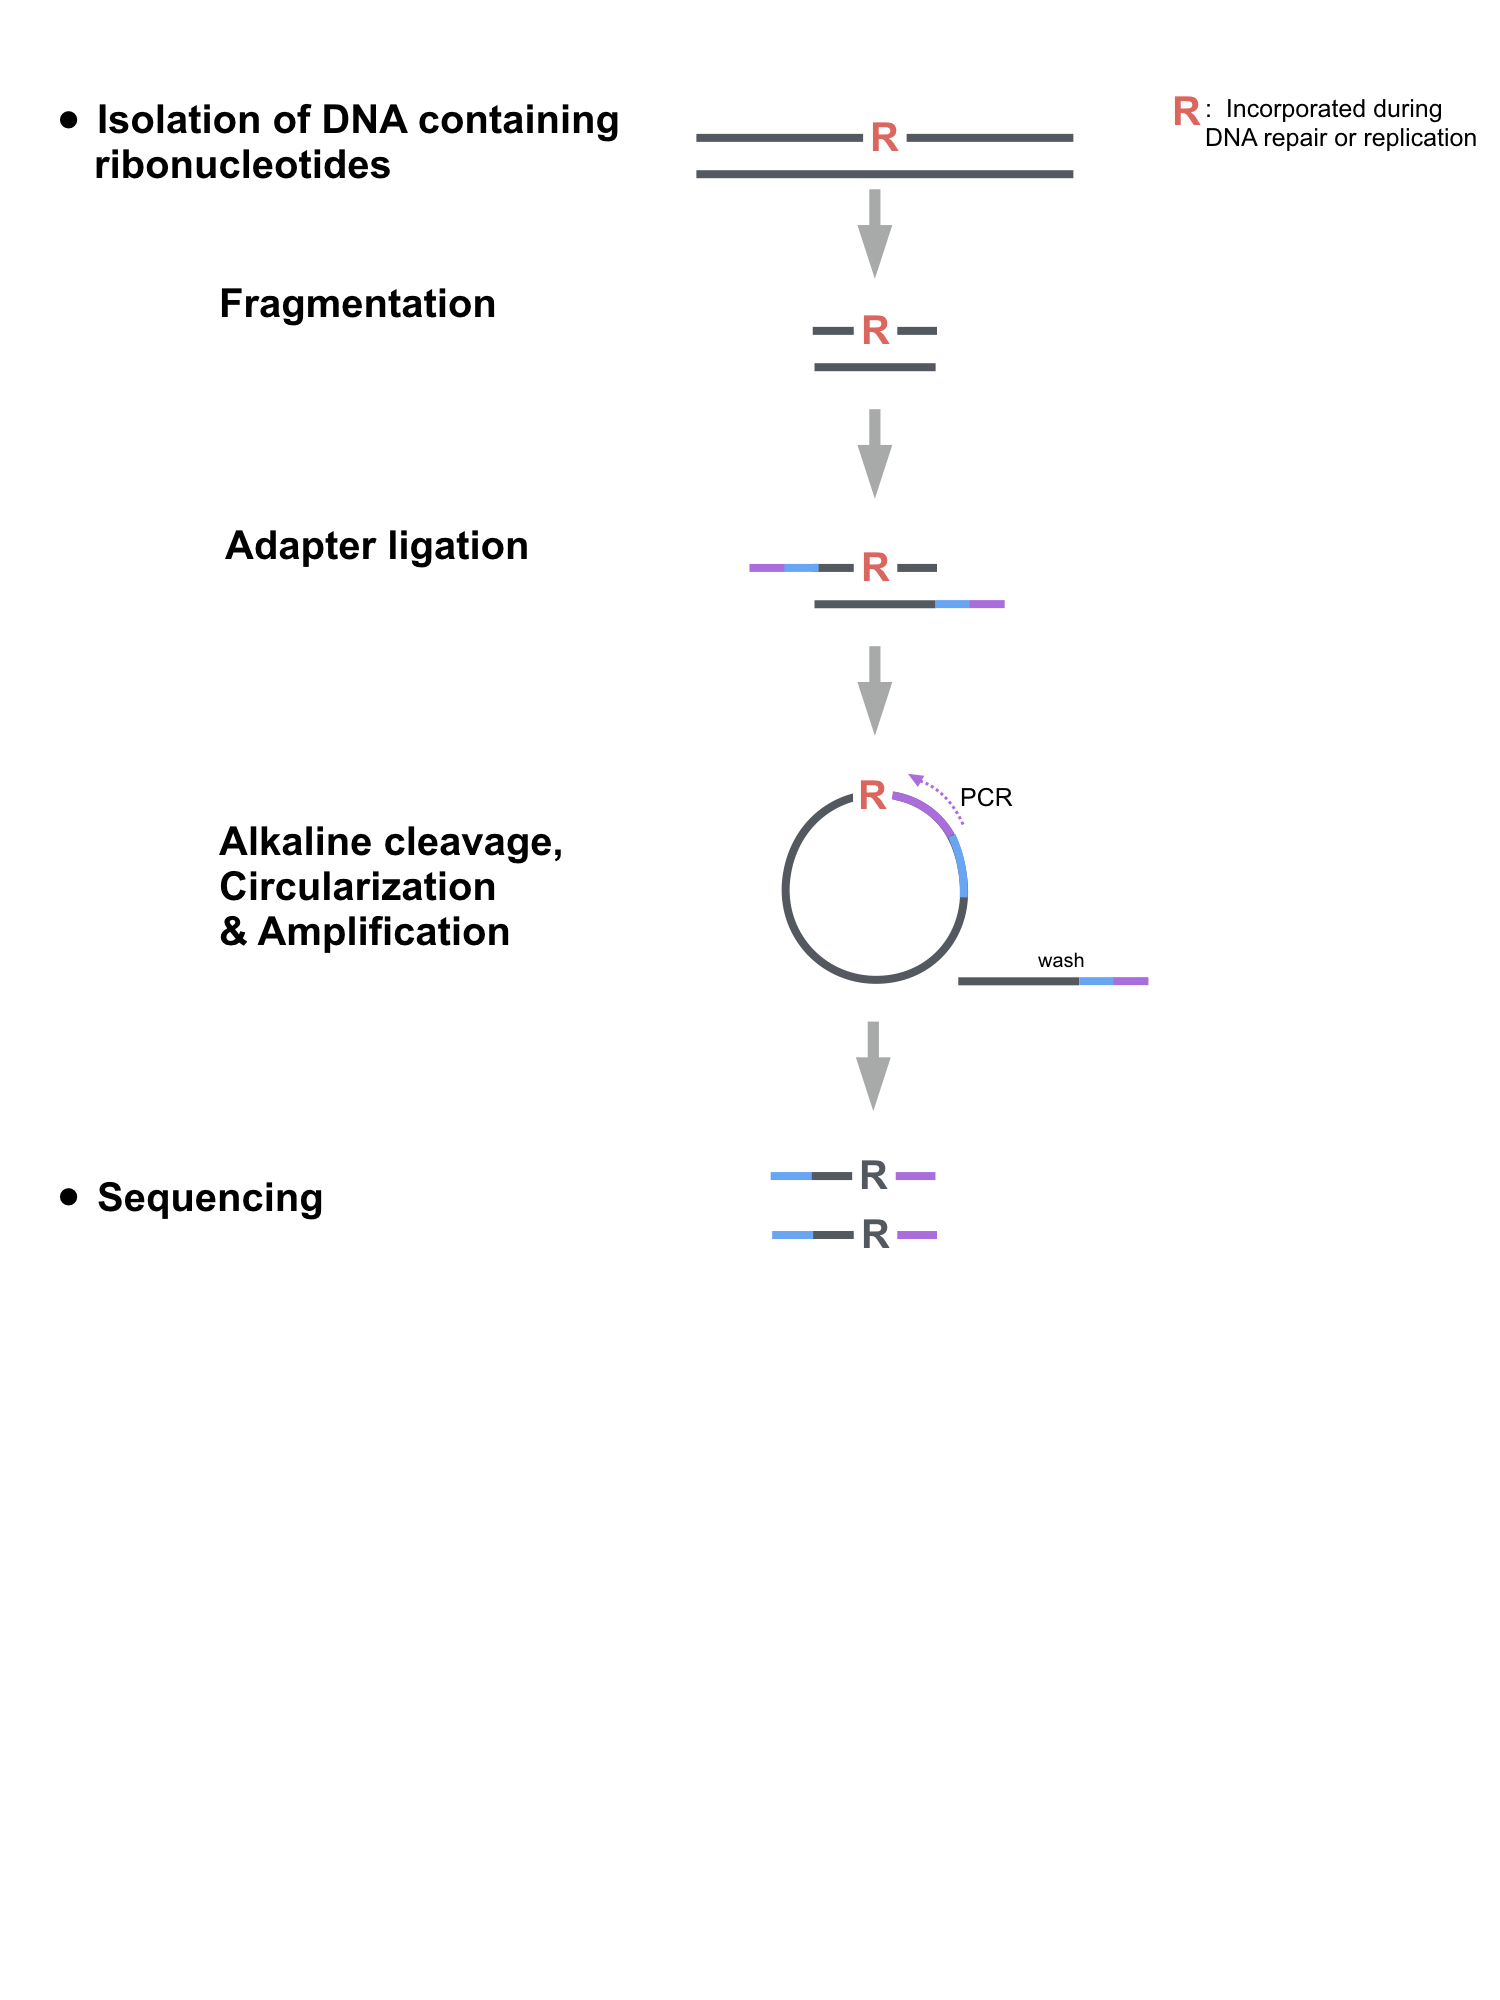 • Isolation of DNA containing
ribonucleotides
R
R : Incorporated during
DNA repair or replication
Fragmentation
R
Adapter ligation
R
R
PCR
Alkaline cleavage,
Circularization
& Amplification
wash
R
• Sequencing
R